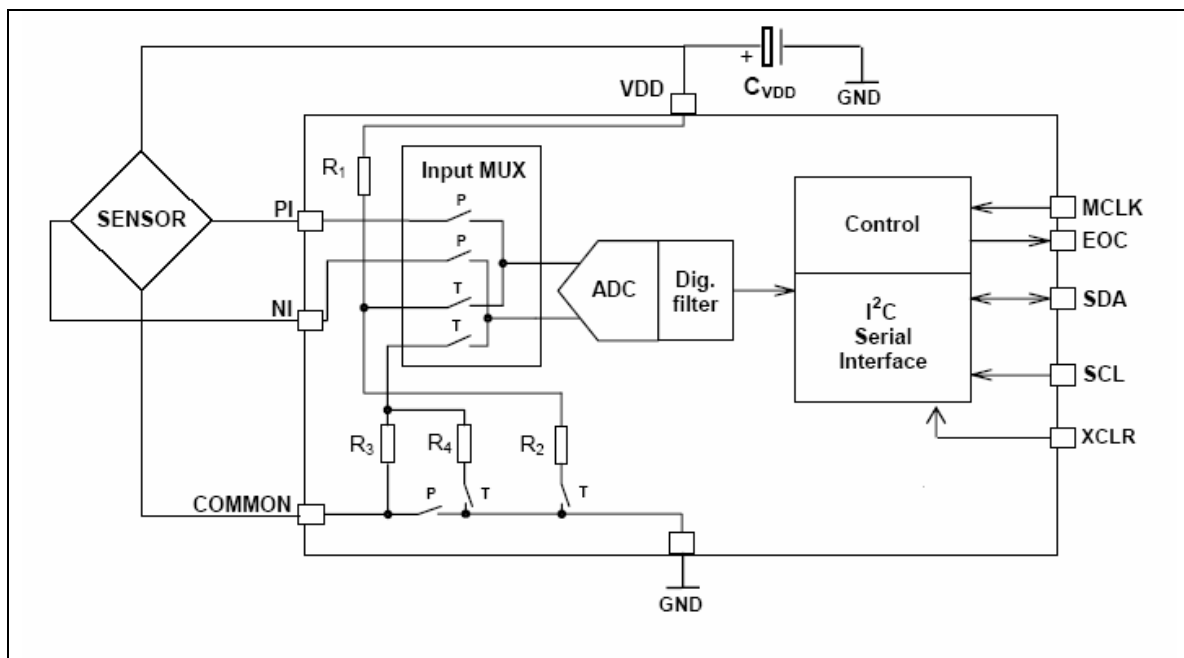 VDD
+
C_VDD
GND
R₁
Input MUX
P
SENSOR
PI
P
NI
T
T
ADC
Dig.
filter
Control
I²C
Serial
Interface
MCLK
EOC
SDA
SCL
XCLR
R₃
R₄
R₂
COMMON
P
T
T
GND